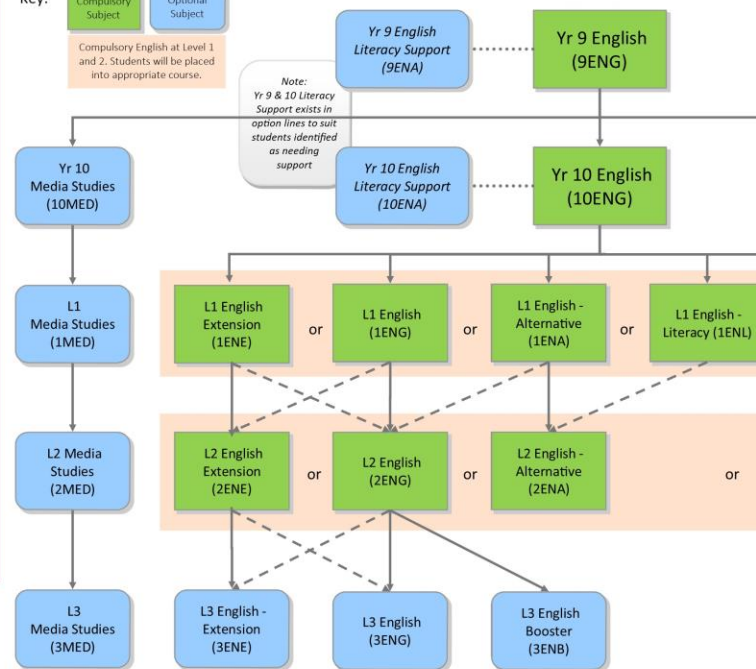 Key:
Compulsory
Subject
Optional
Subject
Compulsory English at Level 1
and 2. Students will be placed
into appropriate course.
Note:
Yr 9 & 10 Literacy
Support exists in
option lines to suit
students identified
as needing
support
Yr 9 English
Literacy Support
(9ENA)
Yr 9 English
(9ENG)
Yr 10
Media Studies
(10MED)
Yr 10 English
Literacy Support
(10ENA)
Yr 10 English
(10ENG)
L1
Media Studies
(1MED)
L1 English
Extension
(1ENE)
or
L1 English
(1ENG)
or
L1 English -
Alternative
(1ENA)
or
L1 English -
Literacy (1ENL)
L2 Media
Studies
(2MED)
L2 English
Extension
(2ENE)
or
L2 English
(2ENG)
or
L2 English -
Alternative
(2ENA)
or
L3
Media Studies
(3MED)
L3 English -
Extension
(3ENE)
L3 English
(3ENG)
L3 English
Booster
(3ENB)